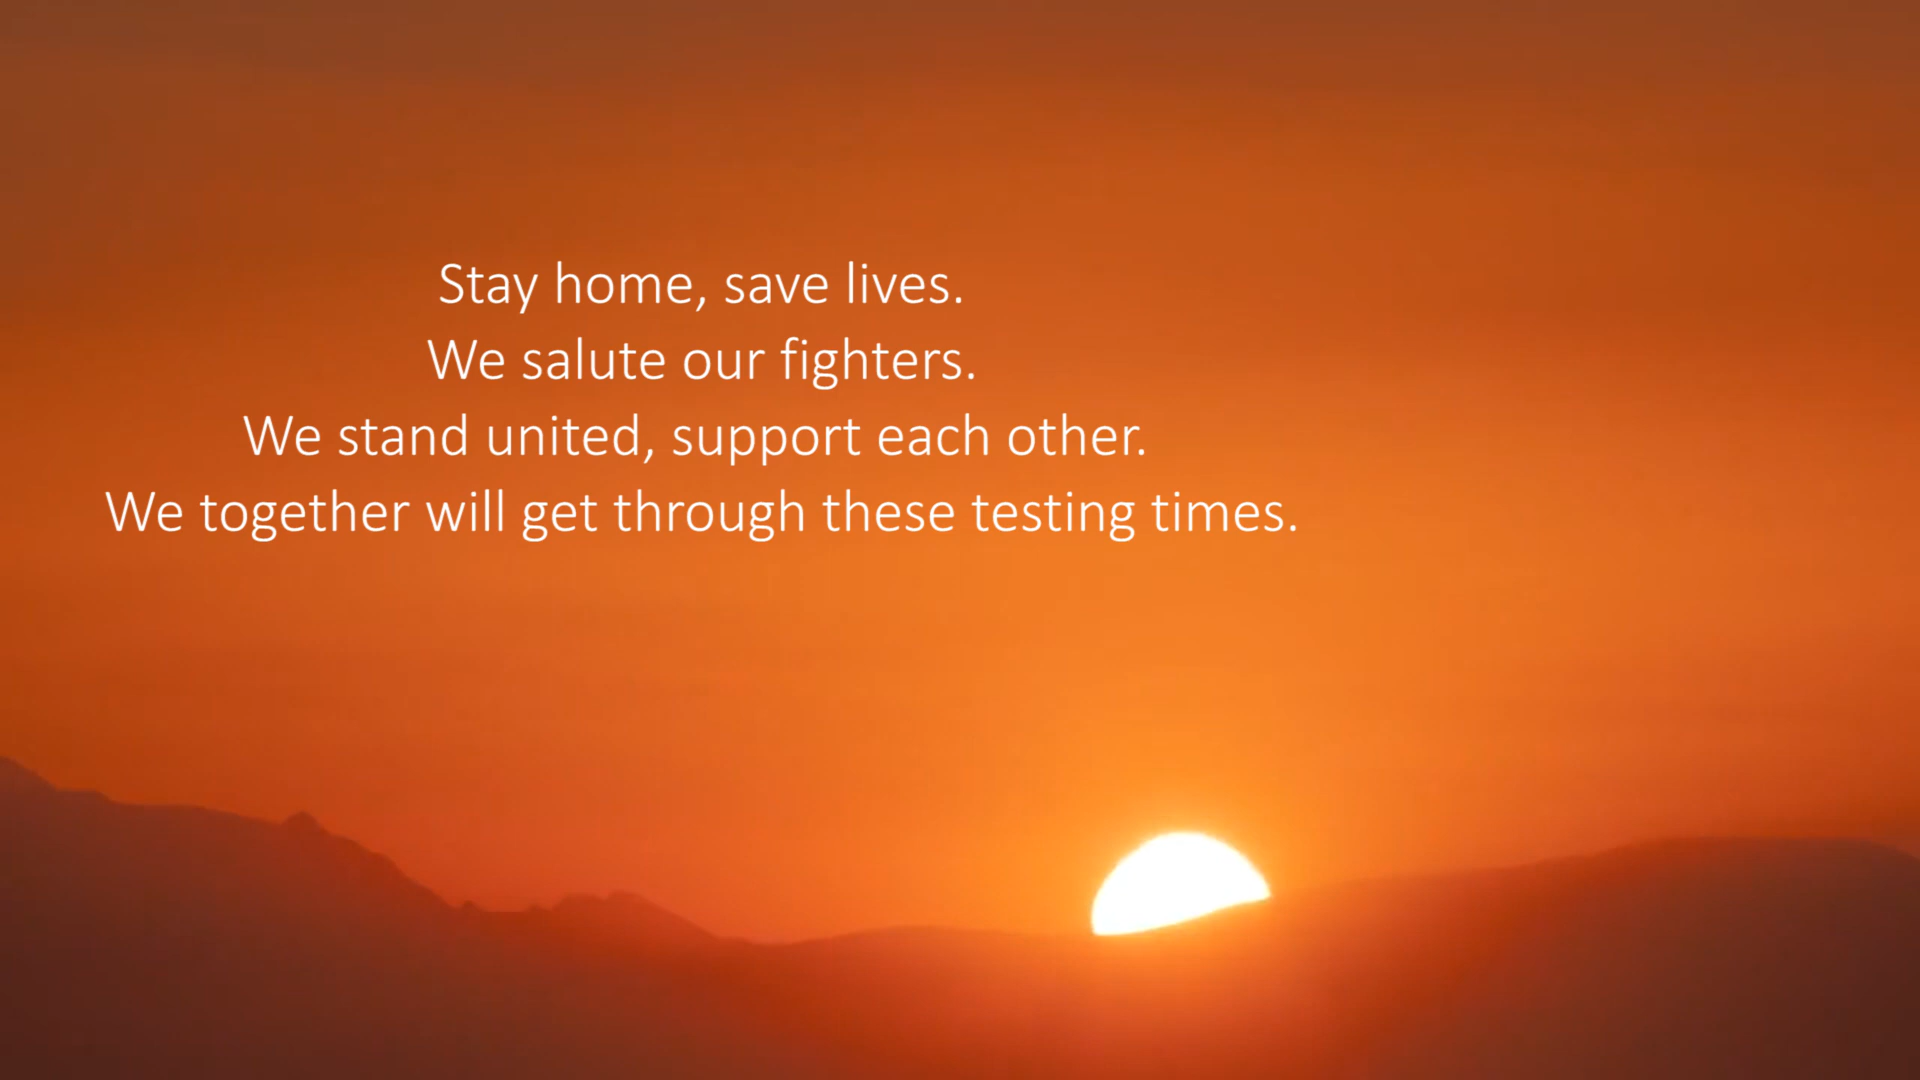 Stay home, save lives.
We salute our fighters.
We stand united, support each other.
We together will get through these testing times.